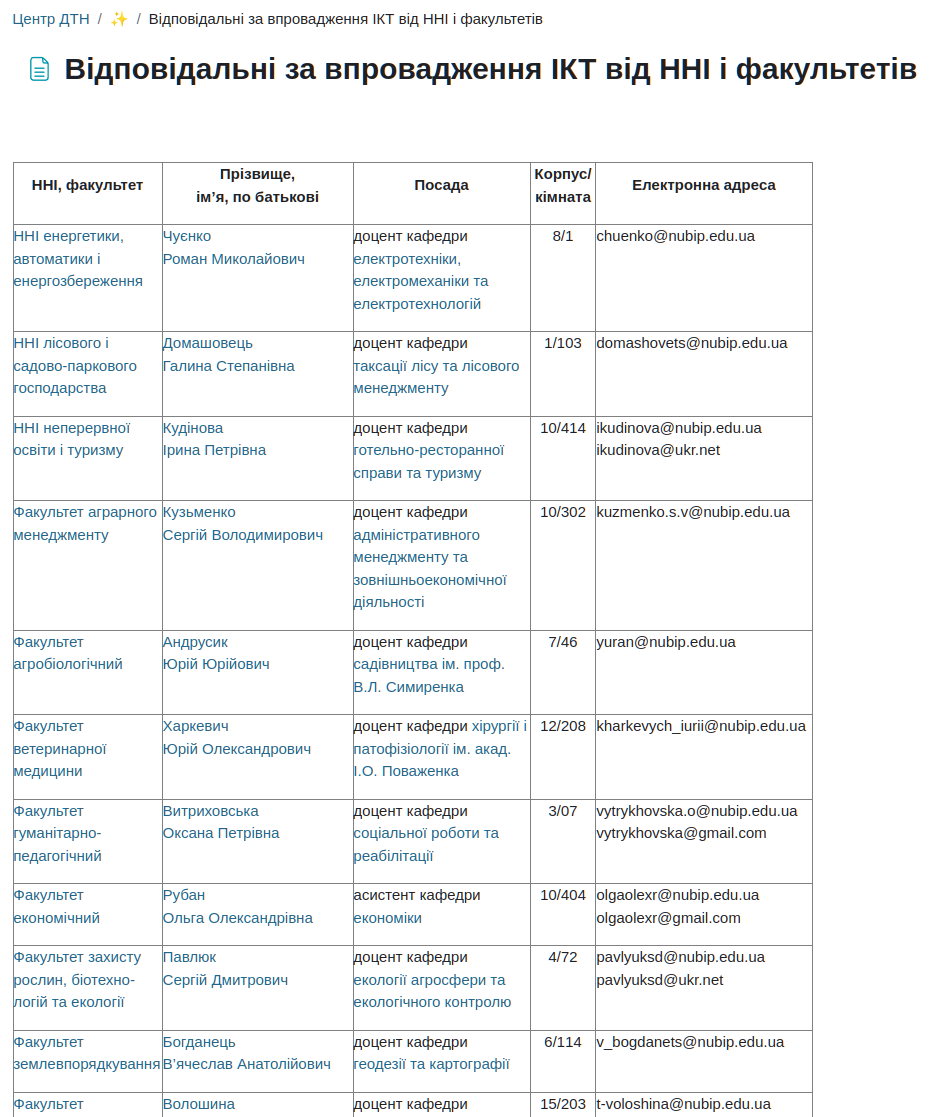 Центр ДТН / ✨ / Відповідальні за впровадження ІКТ від ННІ і факультетів
Відповідальні за впровадження ІКТ від ННІ і факультетів
ННІ, факультет
Прізвище,
ім’я, по батькові
Посада
Корпус/
кімната
Електронна адреса
ННІ енергетики,
автоматики і
енергозбереження
Чуєнко
Роман Миколайович
доцент кафедри
електротехніки,
електромеханіки та
електротехнологій
8/1
chuenko@nubip.edu.ua
ННІ лісового і
садово-паркового
господарства
Домашовець
Галина Степанівна
доцент кафедри
таксації лісу та лісового
менеджменту
1/103
domashovets@nubip.edu.ua
ННІ неперервної
освіти і туризму
Кудінова
Ірина Петрівна
доцент кафедри
готельно-ресторанної
справи та туризму
10/414
ikudinova@nubip.edu.ua
ikudinova@ukr.net
Факультет аграрного
менеджменту
Кузьменко
Сергій Володимирович
доцент кафедри
адміністративного
менеджменту та
зовнішньоекономічної
діяльності
10/302
kuzmenko.s.v@nubip.edu.ua
Факультет
агробіологічний
Андрусик
Юрій Юрійович
доцент кафедри
садівництва ім. проф.
В.Л. Симиренка
7/46
yuran@nubip.edu.ua
Факультет
ветеринарної
медицини
Харкевич
Юрій Олександрович
доцент кафедри хірургії і
патофізіології ім. акад.
І.О. Поваженка
12/208
kharkevych_iurii@nubip.edu.ua
Факультет
гуманітарно-
педагогічний
Витриховська
Оксана Петрівна
доцент кафедри
соціальної роботи та
реабілітації
3/07
vytrykhovska.o@nubip.edu.ua
vytrykhovska@gmail.com
Факультет
економічний
Рубан
Ольга Олександрівна
асистент кафедри
економіки
10/404
olgaolexr@nubip.edu.ua
olgaolexr@gmail.com
Факультет захисту
рослин, біотехно-
логій та екології
Павлюк
Сергій Дмитрович
доцент кафедри
екології агросфери та
екологічного контролю
4/72
pavlyuksd@nubip.edu.ua
pavlyuksd@ukr.net
Факультет
землевпорядкування
Богданець
В’ячеслав Анатолійович
доцент кафедри
геодезії та картографії
6/114
v_bogdanets@nubip.edu.ua
Факультет
Волошина
доцент кафедри
15/203
t-voloshina@nubip.edu.ua